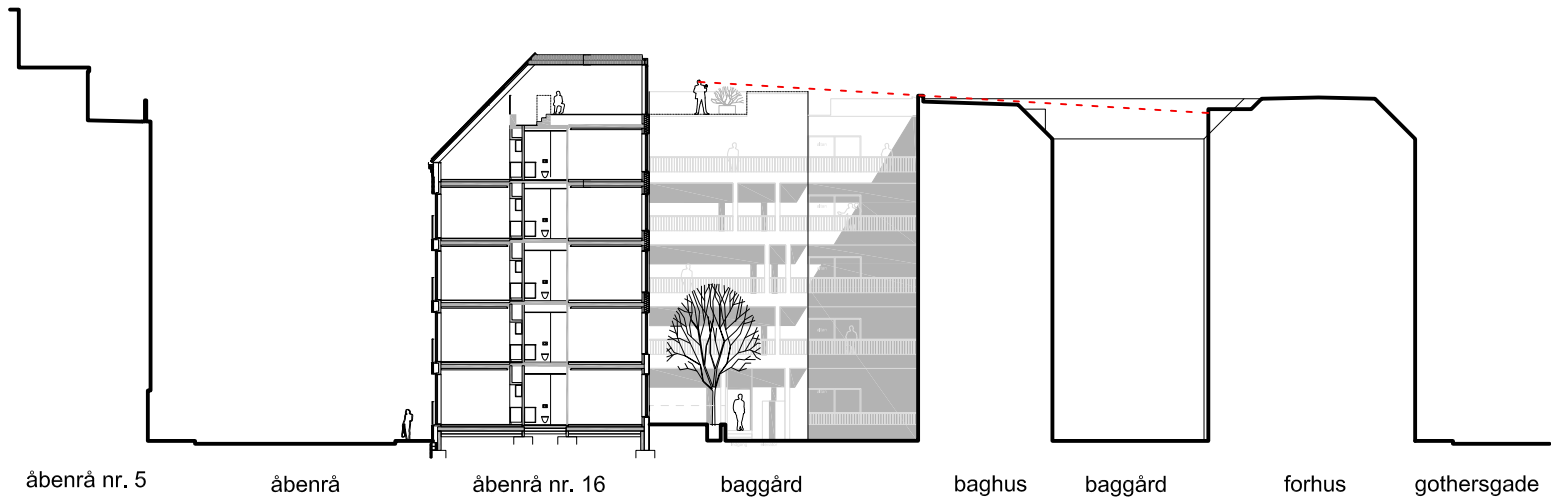 åbenrå nr. 5
åbenrå
åbenrå nr. 16
baggård
baghus
baggård
forhus
gothersgade